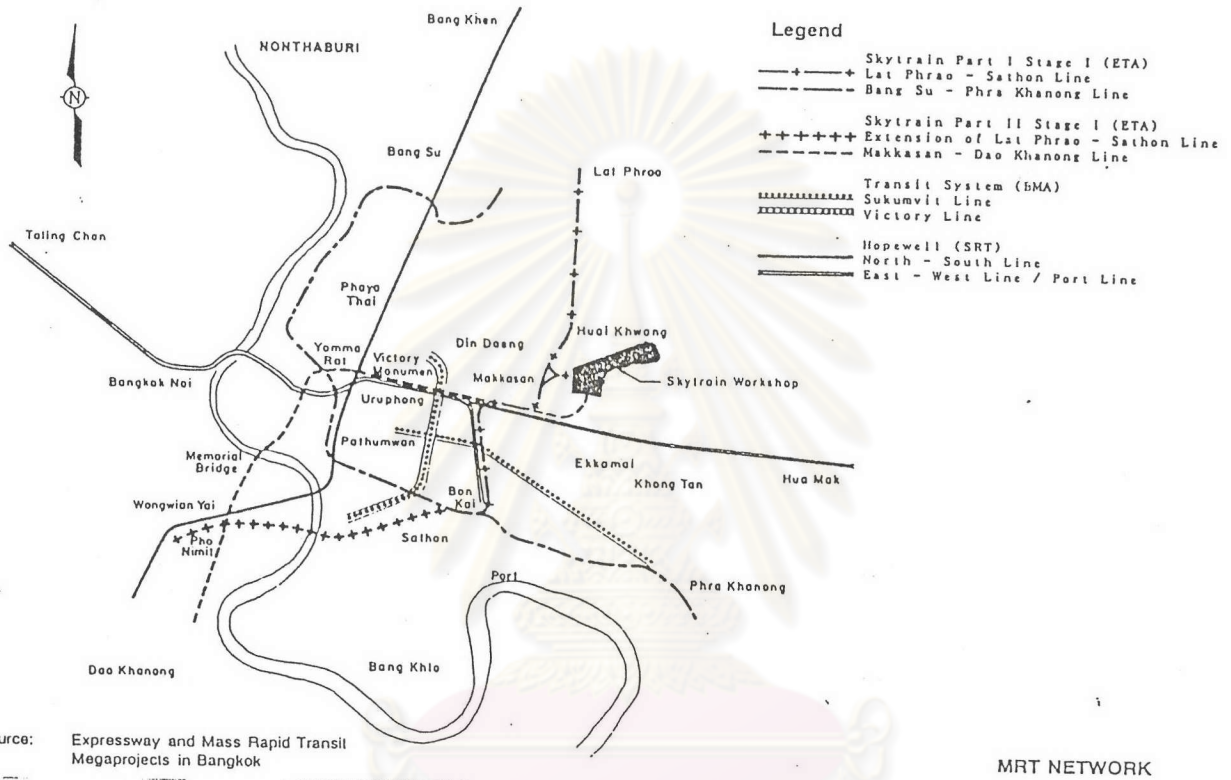 Bang Khen
NONTHABURI
N
Bang Su
Lat Phroo
Taling Chan
Phaya
Thai
Huai Khwang
Din Daeng
Yomma
Rat
Victory
Monumen
Makkasan
Skytrain Workshop
Bangkok Noi
Uruphong
Pathumwan
Memorial
Bridge
Ekkamai
Khong Tan
Hua Mak
Wongwian Yai
Bon
Kai
Pho
Nimit
Sathon
Port
Phra Khanong
Dao Khanong
Bang Khlo
Legend
Skytrain Part I Stage I (ETA)
Lat Phrao - Sathon Line
Bang Su - Phra Khanong Line
Skytrain Part II Stage I (ETA)
Extension of Lat Phrao - Sathon Line
Makkasan - Dao Khanong Line
Transit System (BMA)
Sukumvit Line
Victory Line
Hopewell (SRT)
North - South Line
East - West Line / Port Line
urce: Expressway and Mass Rapid Transit
Megaprojects in Bangkok
MRT NETWORK